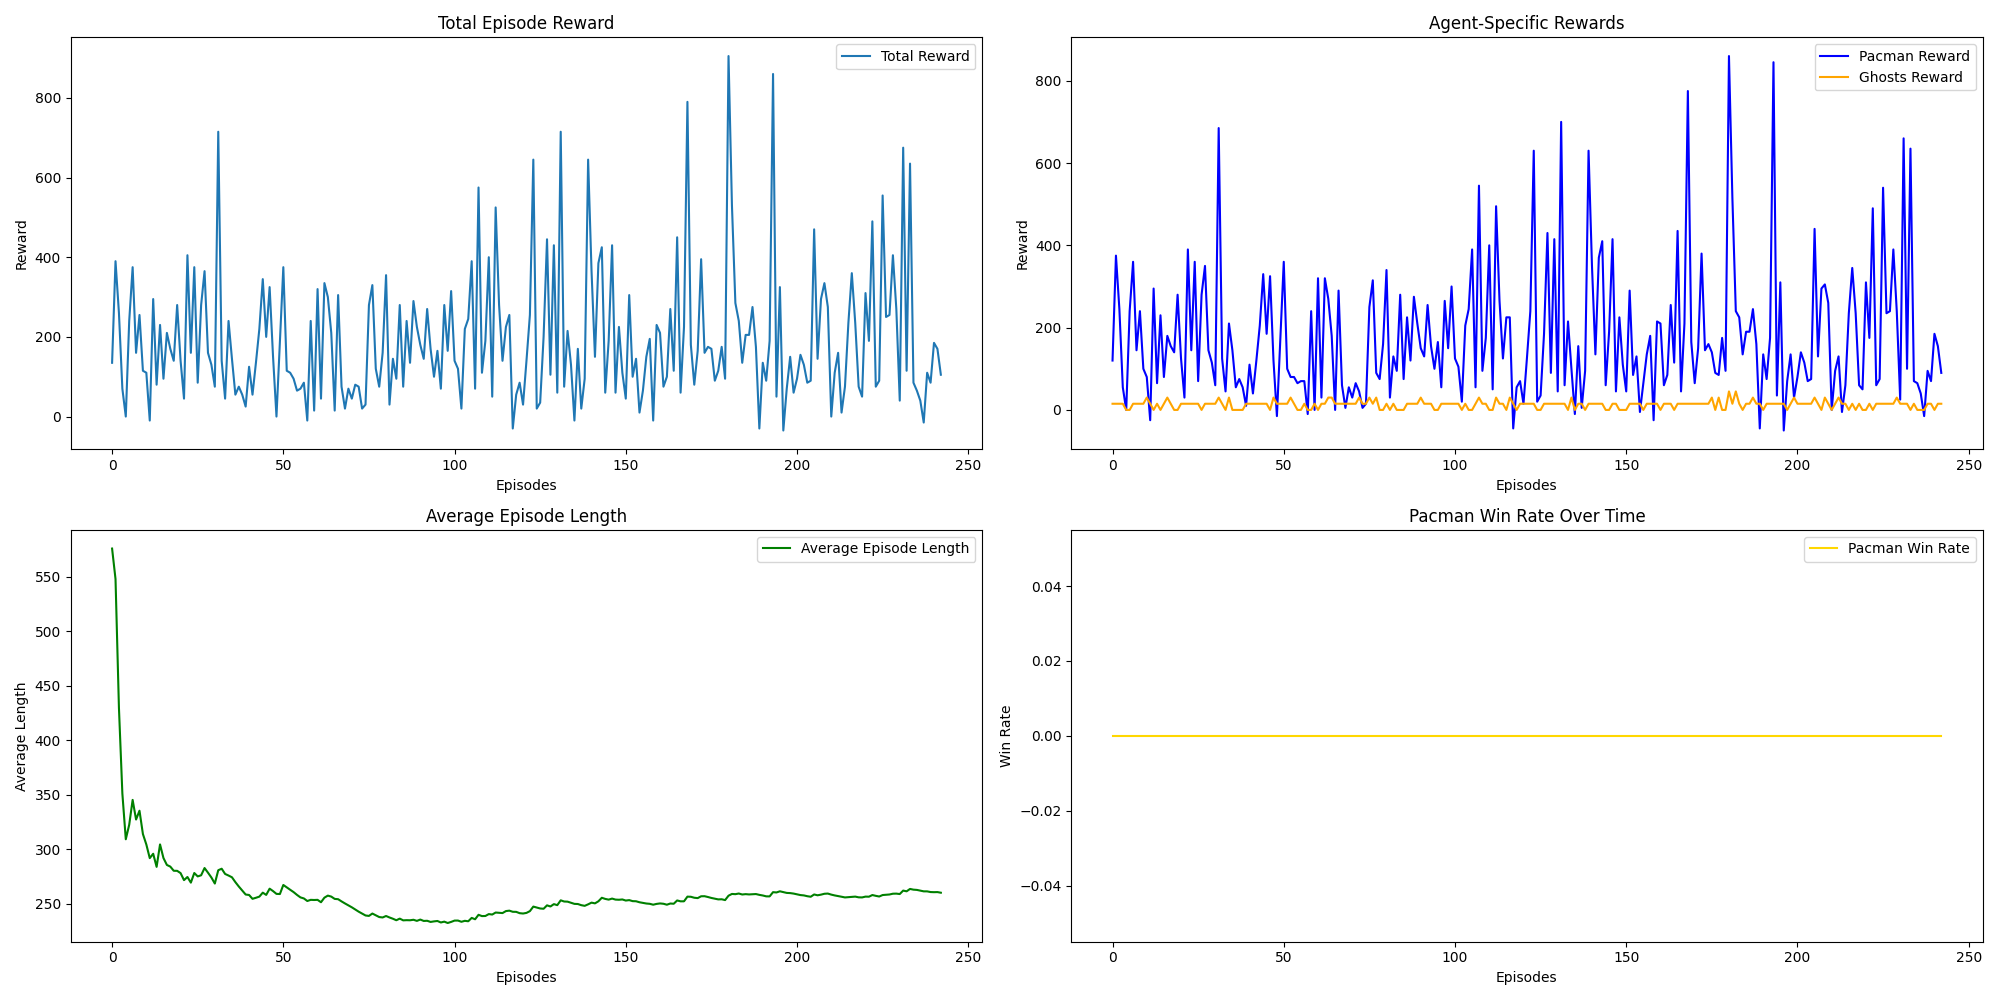 Total Episode Reward
Total Reward
Reward
800
600
400
200
0
0 50 100 150 200 250
Episodes
Agent-Specific Rewards
Pacman Reward
Ghosts Reward
Reward
800
600
400
200
0
0 50 100 150 200 250
Episodes
Average Episode Length
Average Episode Length
Average Length
550
500
450
400
350
300
250
0 50 100 150 200 250
Episodes
Pacman Win Rate Over Time
Pacman Win Rate
Win Rate
0.04
0.02
0.00
−0.02
−0.04
0 50 100 150 200 250
Episodes